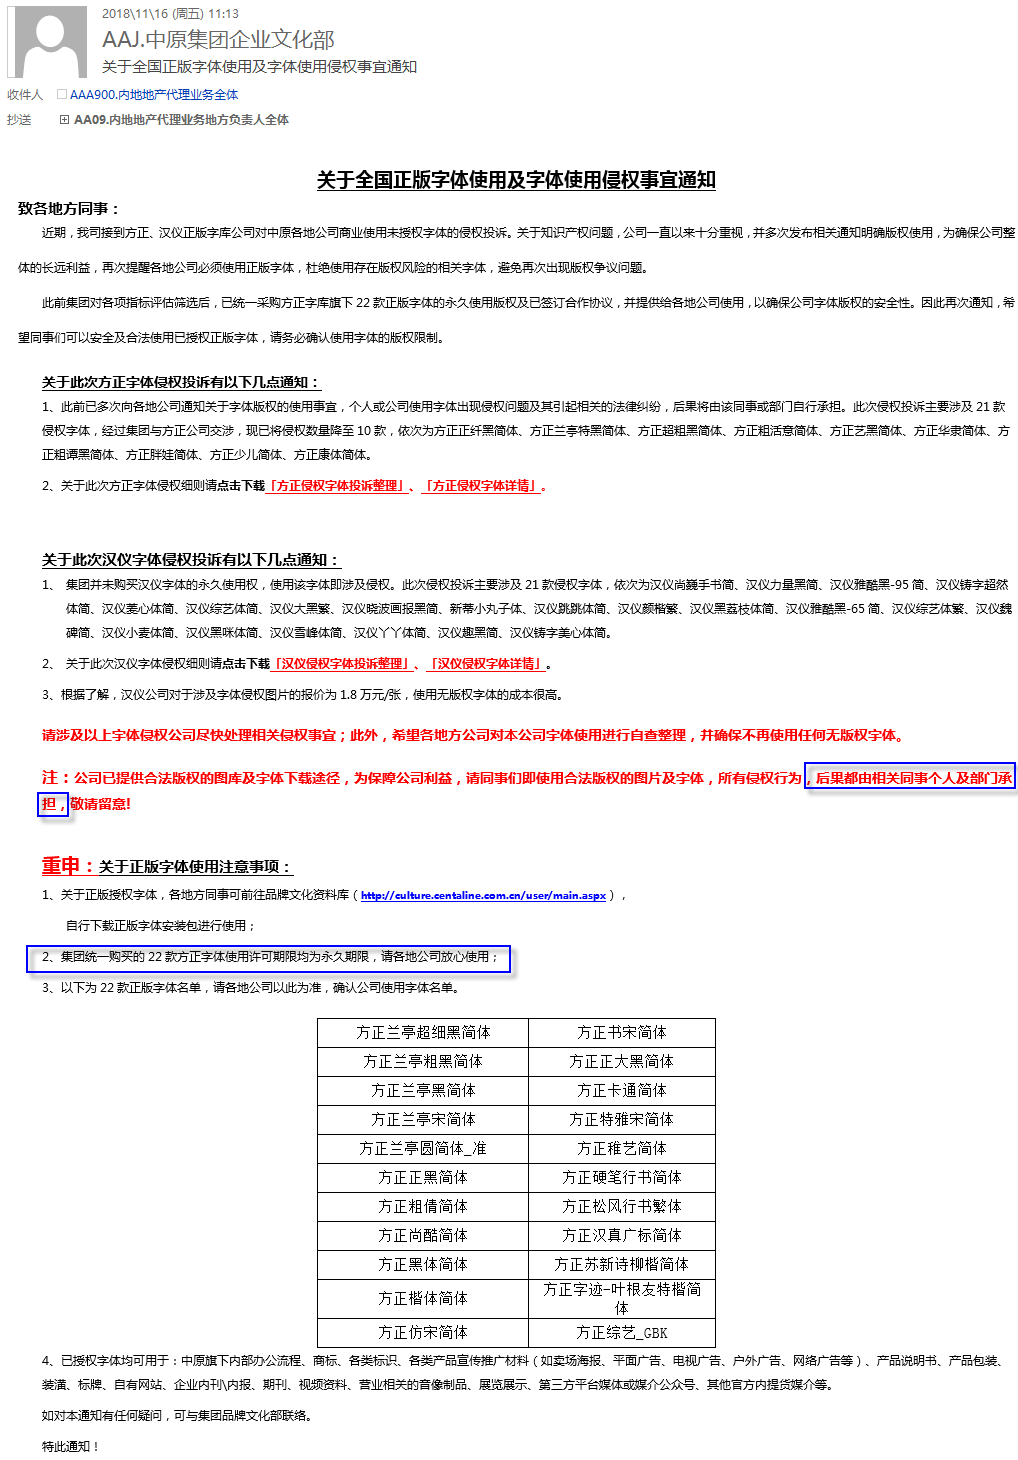 2018\11\16 (周五) 11:13
AAJ.中原集团企业文化部
关于全国正版字体使用及字体使用侵权事宜通知
收件人 AAA900.内地地产代理业务全体
抄送 AA09.内地地产代理业务地方负责人全体
关于全国正版字体使用及字体使用侵权事宜通知
致各地方同事：
近期，我司接到方正、汉仪正版字库公司对中原各地公司商业使用未授权字体的侵权投诉。关于知识产权问题，公司一直以来十分重视，并多次发布相关通知明确版权使用，为确保公司整
体的长远利益，再次提醒各地公司必须使用正版字体，杜绝使用存在版权风险的相关字体，避免再次出现版权争议问题。
此前集团对各项指标评估筛选后，已统一采购方正字库旗下 22 款正版字体的永久使用版权及已签订合作协议，并提供给各地公司使用，以确保公司字体版权的安全性。因此再次通知，希
望同事们可以安全及合法使用已授权正版字体，请务必确认使用字体的版权限制。
关于此次方正字体侵权投诉有以下几点通知：
1、此前已多次向各地公司通知关于字体版权的使用事宜，个人或公司使用字体出现侵权问题及其引起相关的法律纠纷，后果将由该同事或部门自行承担。此次侵权投诉主要涉及 21 款
侵权字体，经过集团与方正公司交涉，现已将侵权数量降至 10 款，依次为方正正纤黑简体、方正兰亭特黑简体、方正超粗黑简体、方正粗活意简体、方正艺黑简体、方正华隶简体、方
正粗谭黑简体、方正胖娃简体、方正少儿简体、方正康体简体。
2、关于此次方正字体侵权细则请点击下载「方正侵权字体投诉整理」、「方正侵权字体详情」。
关于此次汉仪字体侵权投诉有以下几点通知：
1、 集团并未购买汉仪字体的永久使用权，使用该字体即涉及侵权。此次侵权投诉主要涉及 21 款侵权字体，依次为汉仪尚巍手书简、汉仪力量黑简、汉仪雅酷黑-95 简、汉仪铸字超然
体简、汉仪菱心体简、汉仪综艺体简、汉仪大黑繁、汉仪晓波画报黑简、新蒂小丸子体、汉仪跳跳体简、汉仪颜楷繁、汉仪黑荔枝体简、汉仪雅酷黑-65 简、汉仪综艺体繁、汉仪魏
碑简、汉仪小麦体简、汉仪黑咪体简、汉仪雪峰体简、汉仪丫丫体简、汉仪趣黑简、汉仪铸字美心体简。
2、 关于此次汉仪字体侵权细则请点击下载「汉仪侵权字体投诉整理」、「汉仪侵权字体详情」。
3、根据了解，汉仪公司对于涉及字体侵权图片的报价为 1.8 万元/张，使用无版权字体的成本很高。
请涉及以上字体侵权公司尽快处理相关侵权事宜；此外，希望各地方公司对本公司字体使用进行自查整理，并确保不再使用任何无版权字体。
注：公司已提供合法版权的图库及字体下载途径，为保障公司利益，请同事们即使用合法版权的图片及字体，所有侵权行为，后果都由相关同事个人及部门承
担，敬请留意!
重申：关于正版字体使用注意事项：
1、关于正版授权字体，各地方同事可前往品牌文化资料库（http://culture.centaline.com.cn/user/main.aspx），
自行下载正版字体安装包进行使用；
2、集团统一购买的 22 款方正字体使用许可期限均为永久期限，请各地公司放心使用；
3、以下为 22 款正版字体名单，请各地公司以此为准，确认公司使用字体名单。
方正兰亭超细黑简体 方正书宋简体
方正兰亭粗黑简体 方正正大黑简体
方正兰亭黑简体 方正卡通简体
方正兰亭宋简体 方正特雅宋简体
方正兰亭圆简体_准 方正稚艺简体
方正正黑简体 方正硬笔行书简体
方正粗倩简体 方正松风行书繁体
方正尚酷简体 方正汉真广标简体
方正黑体简体 方正苏新诗柳楷简体
方正楷体简体 方正字迹-叶根友特楷简
体
方正仿宋简体 方正综艺_GBK
4、已授权字体均可用于：中原旗下内部办公流程、商标、各类标识、各类产品宣传推广材料（如卖场海报、平面广告、电视广告、户外广告、网络广告等）、产品说明书、产品包装、
装潢、标牌、自有网站、企业内刊\内报、期刊、视频资料、营业相关的音像制品、展览展示、第三方平台媒体或媒介公众号、其他官方内提货媒介等。
如对本通知有任何疑问，可与集团品牌文化部联络。
特此通知！